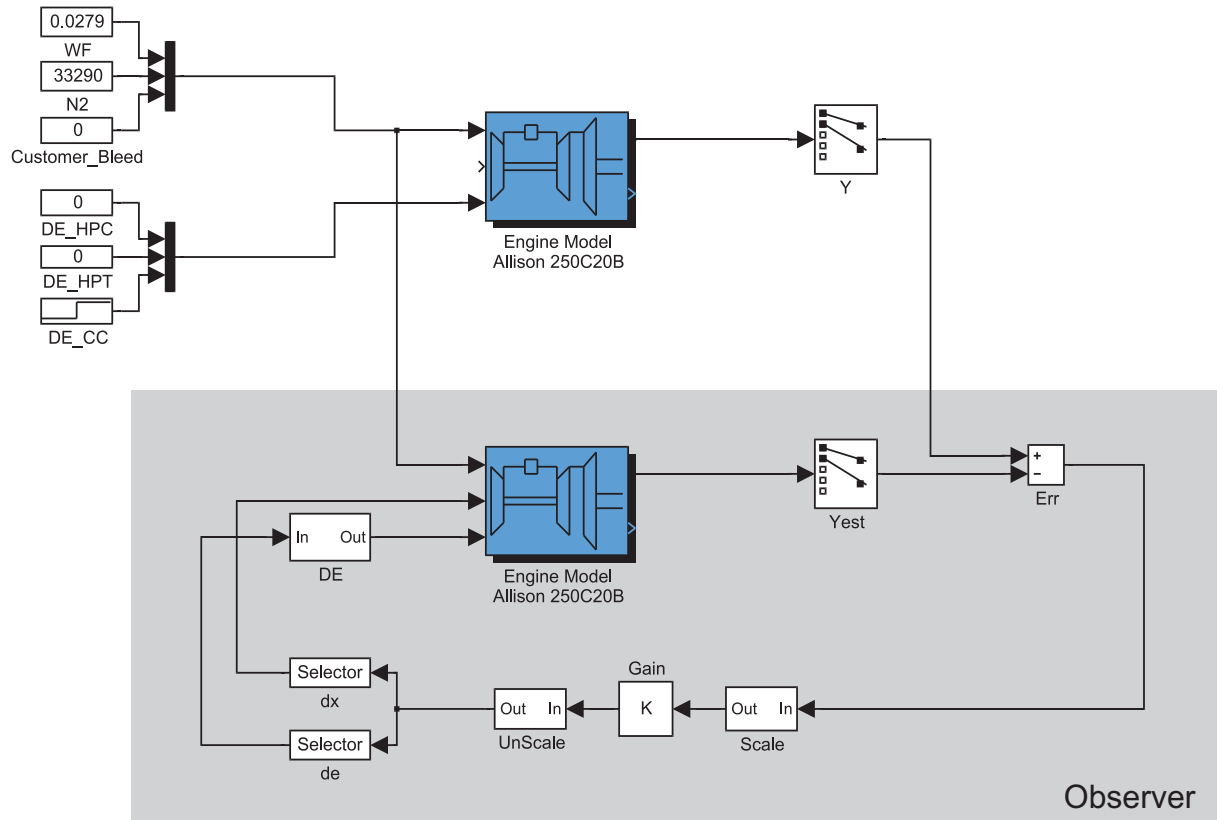 0.0279
WF
33290
N2
0
Customer_Bleed
0
DE_HPC
0
DE_HPT
DE_CC
Engine Model
Allison 250C20B
Y
In Out
DE
Engine Model
Allison 250C20B
Yest
+
−
Err
Selector
dx
Selector
de
Out In
UnScale
Gain
K
Out In
Scale
Observer